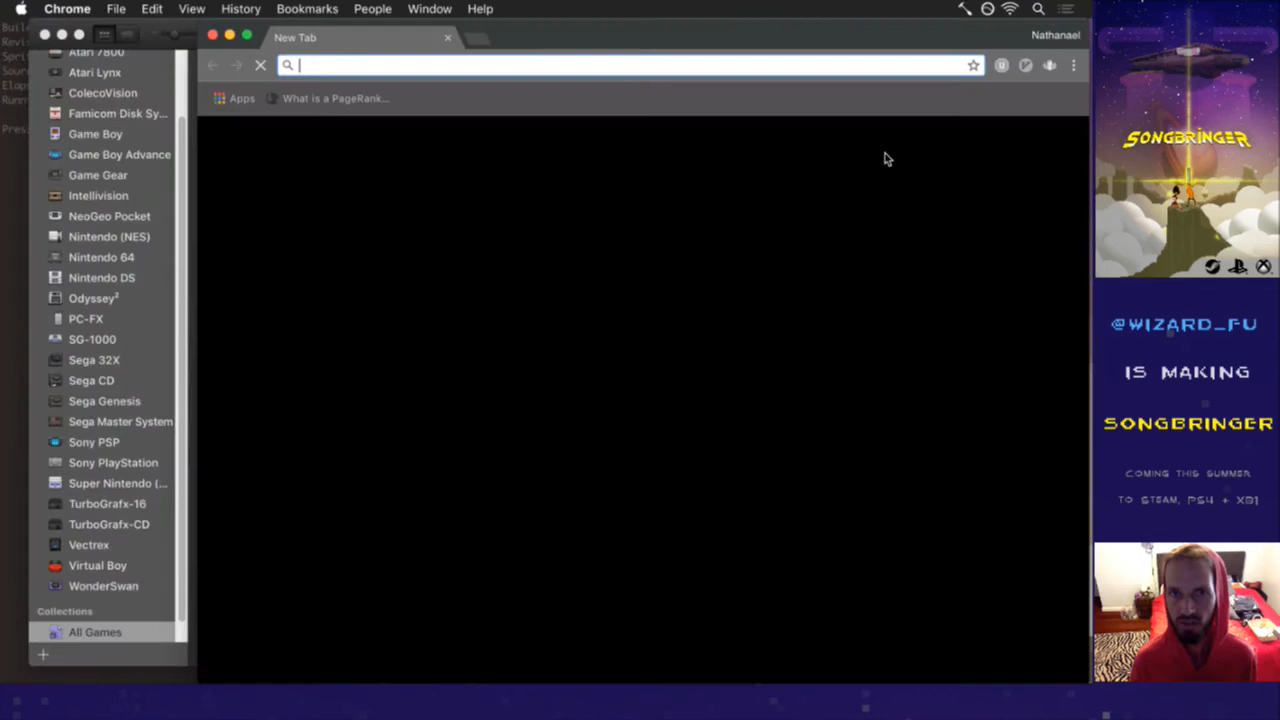 Chrome File Edit View History Bookmarks People Window Help
New Tab
Nathanael
Apps
What is a PageRank...
Atari 7800
Atari Lynx
ColecoVision
Famicom Disk Sy...
Game Boy
Game Boy Advance
Game Gear
Intellivision
NeoGeo Pocket
Nintendo (NES)
Nintendo 64
Nintendo DS
Odyssey²
PC-FX
SG-1000
Sega 32X
Sega CD
Sega Genesis
Sega Master System
Sony PSP
Sony PlayStation
Super Nintendo (...
TurboGrafx-16
TurboGrafx-CD
Vectrex
Virtual Boy
WonderSwan
Collections
All Games
SONGBRINGER
@WIZARD_FU
IS MAKING
SONGBRINGER
COMING THIS SUMMER
TO STEAM, PS4 + XB1